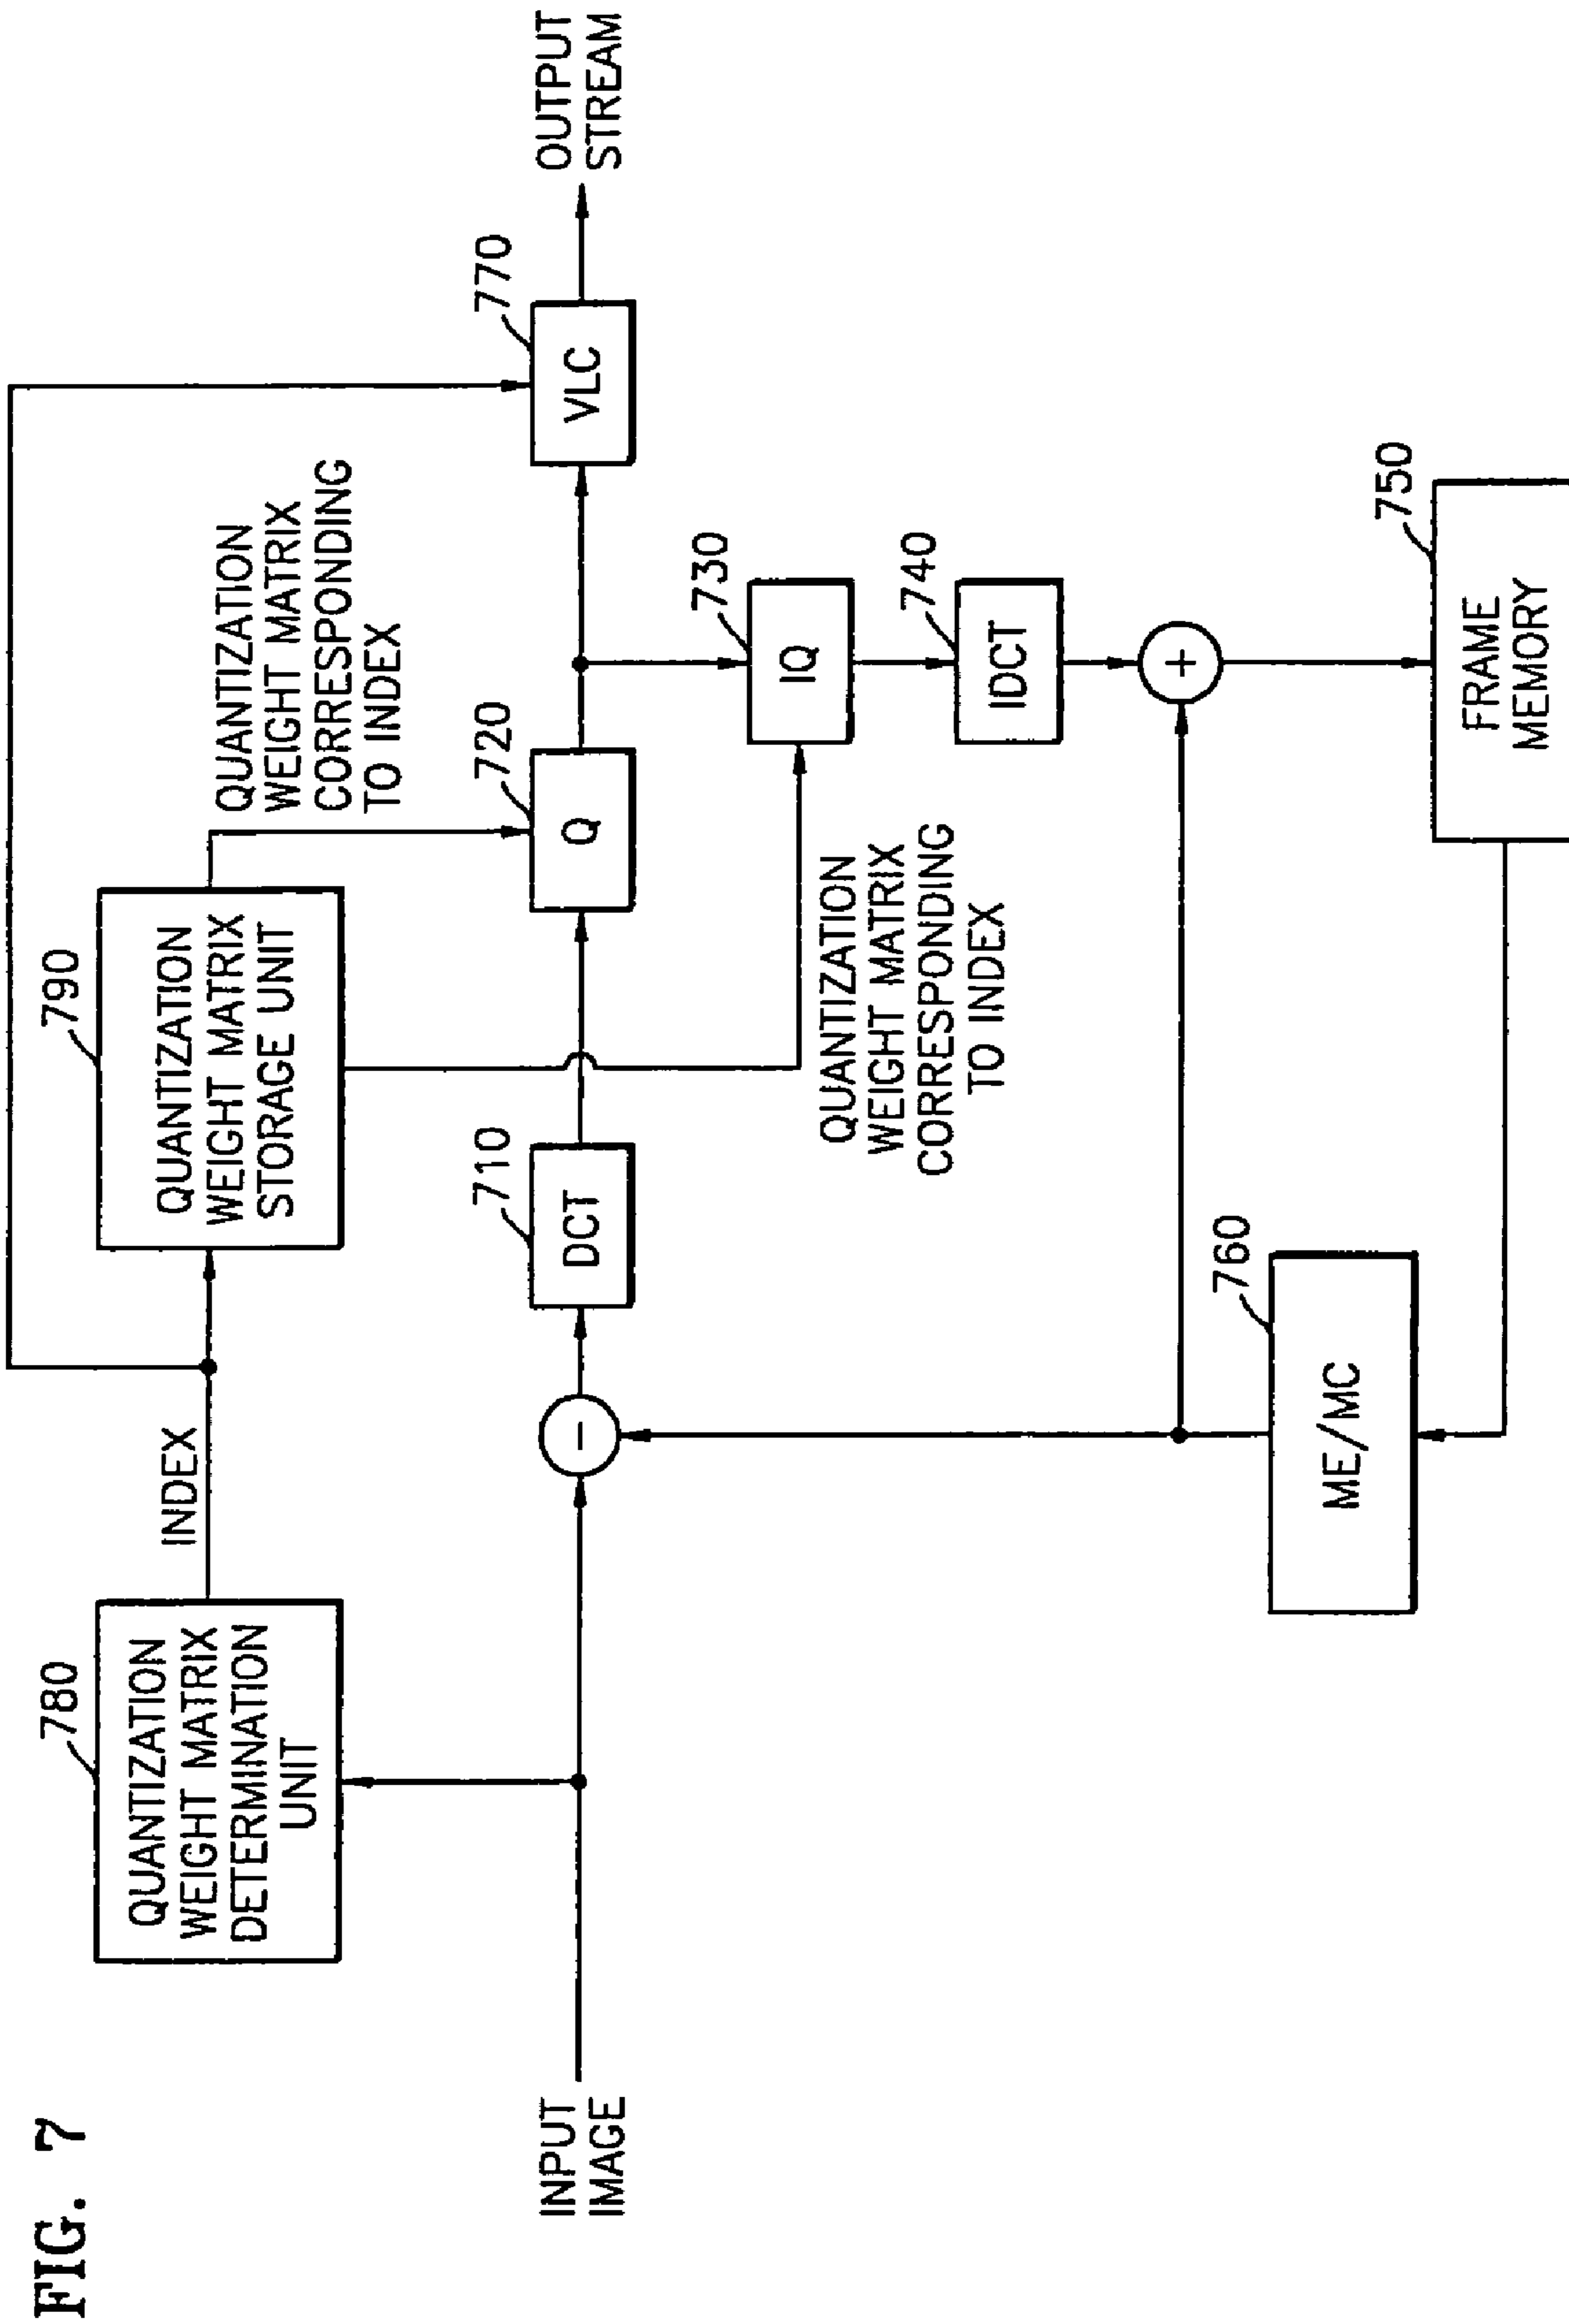 FIG. 7
780
QUANTIZATION
WEIGHT MATRIX
DETERMINATION
UNIT
INDEX
790
QUANTIZATION
WEIGHT MATRIX
STORAGE UNIT
QUANTIZATION
WEIGHT MATRIX
CORRESPONDING
TO INDEX
INPUT
IMAGE
-
710
DCT
720
Q
770
VLC
OUTPUT
STREAM
QUANTIZATION
WEIGHT MATRIX
CORRESPONDING
TO INDEX
730
IQ
740
IDCT
+
760
ME/MC
750
FRAME
MEMORY